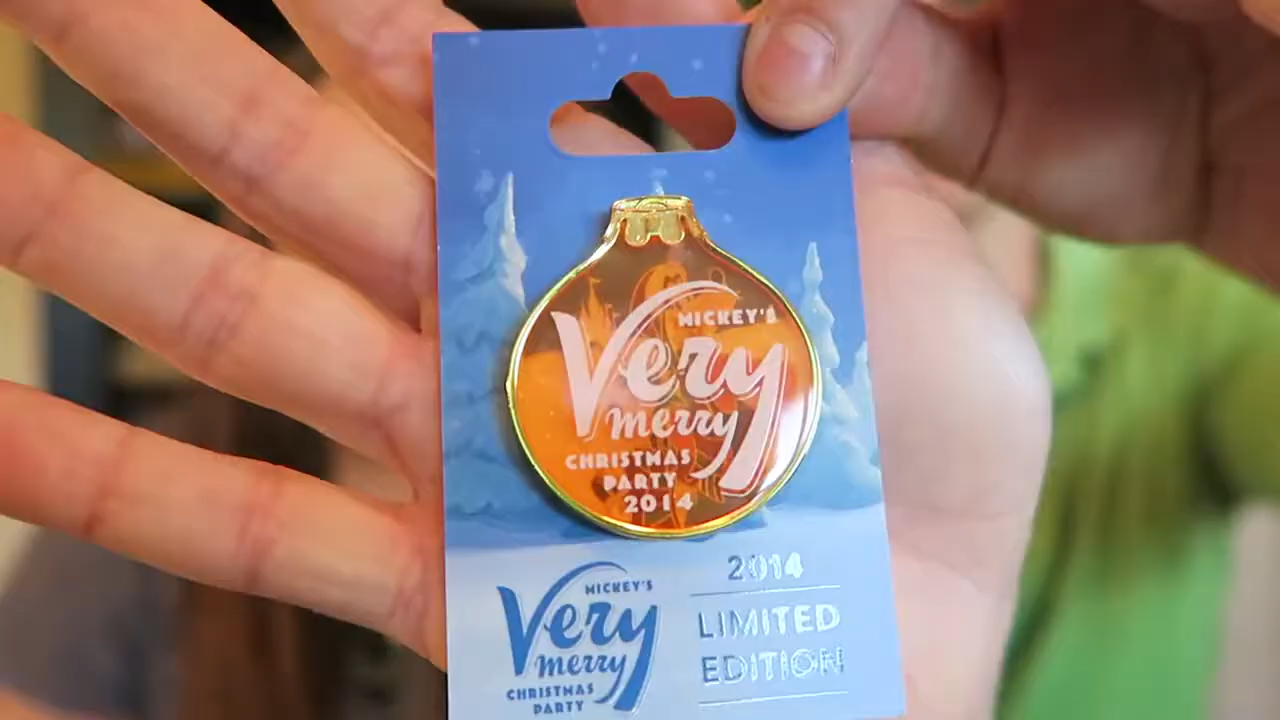 MICKEY'S
Very
merry
CHRISTMAS
PARTY
2014
MICKEY'S
Very
merry
CHRISTMAS
PARTY
2014
LIMITED
EDITION